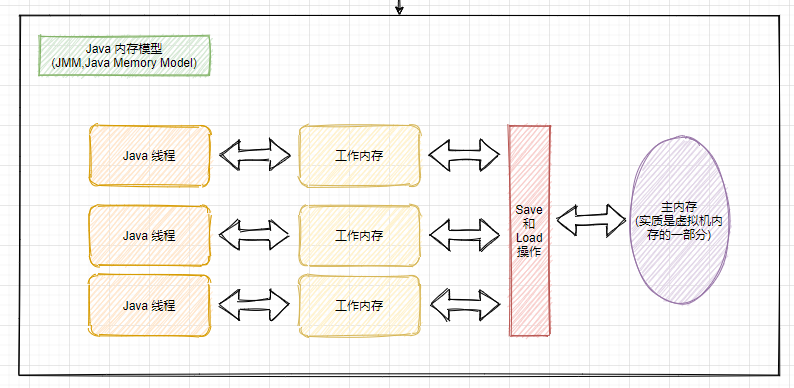 Java 内存模型
(JMM,Java Memory Model)
Java 线程
工作内存
Java 线程
工作内存
Java 线程
工作内存
Save
和
Load
操作
主内存
(实质是虚拟机内
存的一部分)